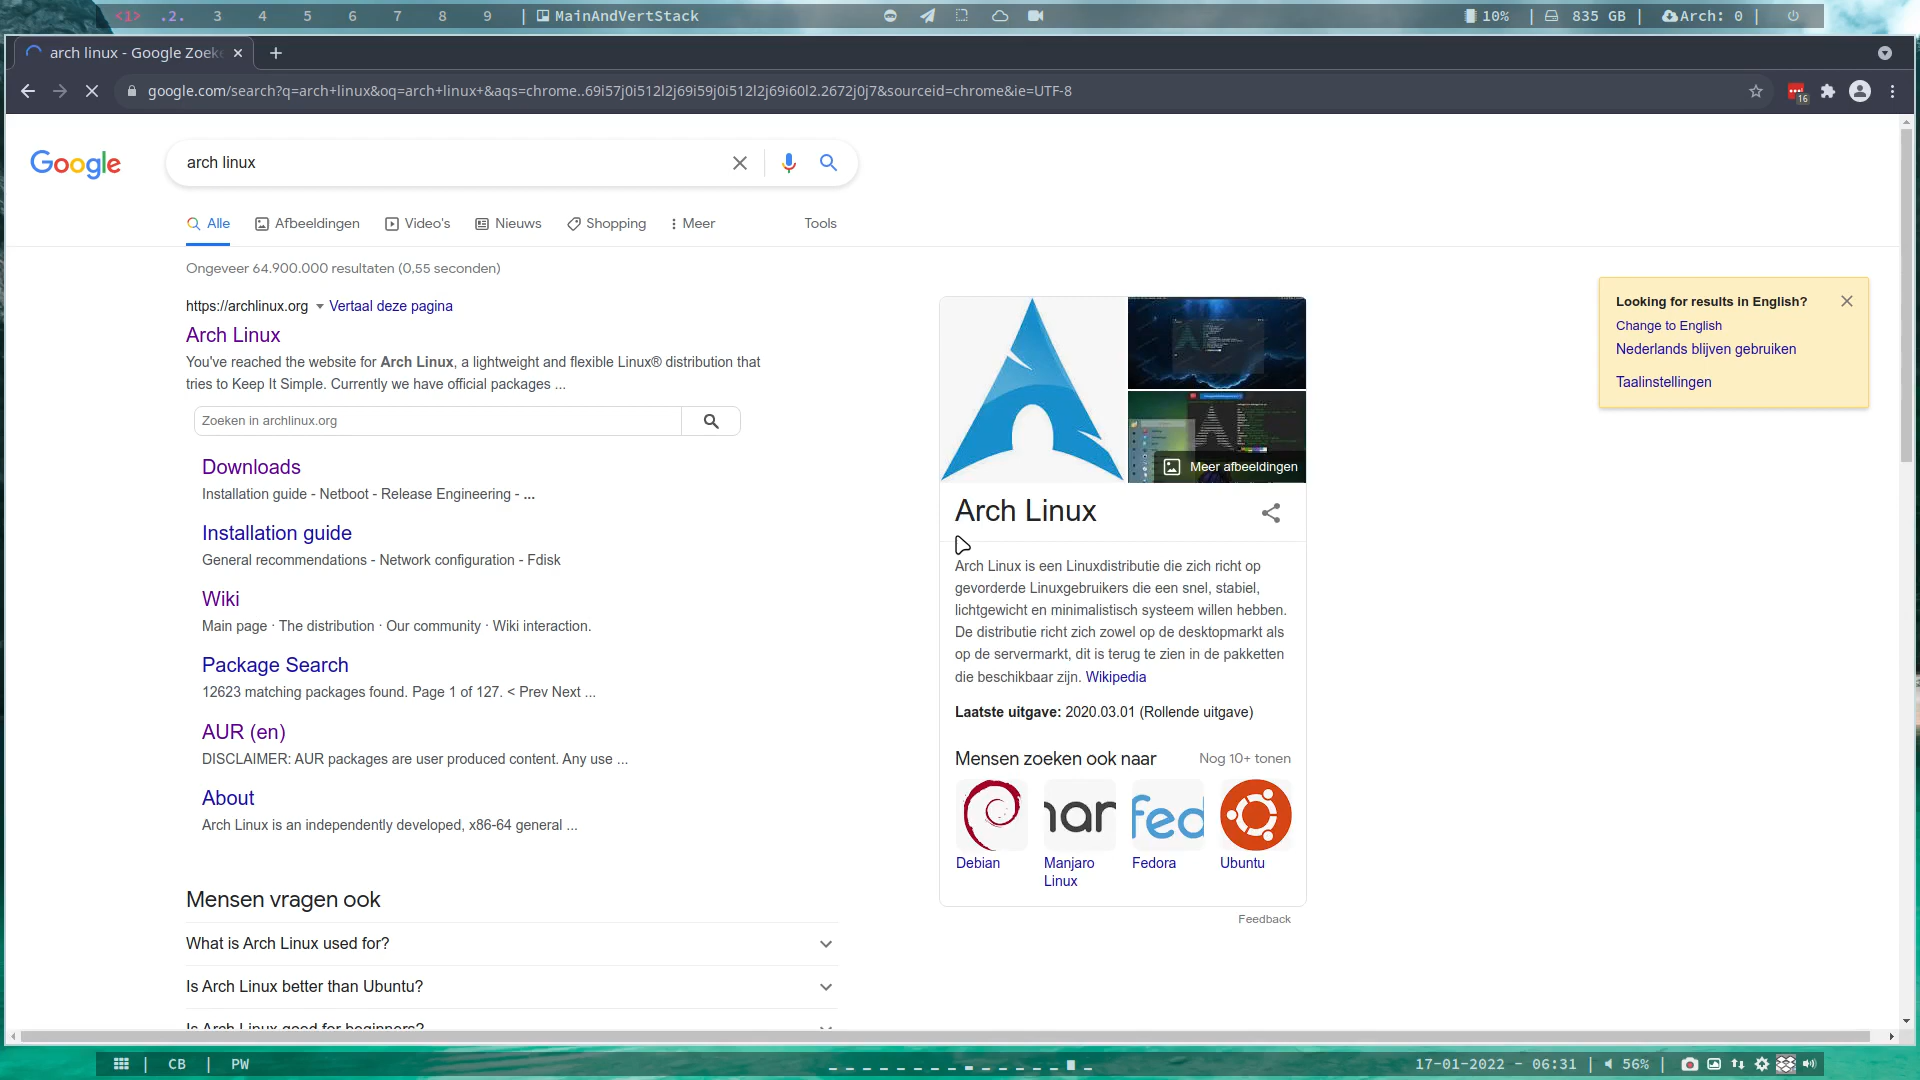 <1> .2. 3 4 5 6 7 8 9 | MainAndVertStack
10% | 835 GB | Arch: 0 |
arch linux - Google Zoek
google.com/search?q=arch+linux&oq=arch+linux+&aqs=chrome..69i57j0i512l2j69i59j0i512l2j69i60l2.2672j0j7&sourceid=chrome&ie=UTF-8
16
Google
arch linux
Alle Afbeeldingen Video's Nieuws Shopping Meer Tools
Ongeveer 64.900.000 resultaten (0,55 seconden)
https://archlinux.org Vertaal deze pagina
Arch Linux
You've reached the website for Arch Linux, a lightweight and flexible Linux® distribution that
tries to Keep It Simple. Currently we have official packages ...
Zoeken in archlinux.org
Downloads
Installation guide - Netboot - Release Engineering - ...
Installation guide
General recommendations - Network configuration - Fdisk
Wiki
Main page · The distribution · Our community · Wiki interaction.
Package Search
12623 matching packages found. Page 1 of 127. < Prev Next ...
AUR (en)
DISCLAIMER: AUR packages are user produced content. Any use ...
About
Arch Linux is an independently developed, x86-64 general ...
Mensen vragen ook
What is Arch Linux used for?
Is Arch Linux better than Ubuntu?
Is Arch Linux good for beginners?
Meer afbeeldingen
Arch Linux
Arch Linux is een Linuxdistributie die zich richt op
gevorderde Linuxgebruikers die een snel, stabiel,
lichtgewicht en minimalistisch systeem willen hebben.
De distributie richt zich zowel op de desktopmarkt als
op de servermarkt, dit is terug te zien in de pakketten
die beschikbaar zijn. Wikipedia
Laatste uitgave: 2020.03.01 (Rollende uitgave)
Mensen zoeken ook naar Nog 10+ tonen
Debian
Manjaro
Linux
Fedora
Ubuntu
Feedback
Looking for results in English?
Change to English
Nederlands blijven gebruiken
Taalinstellingen
| CB | PW
17-01-2022 - 06:31 | 56% |